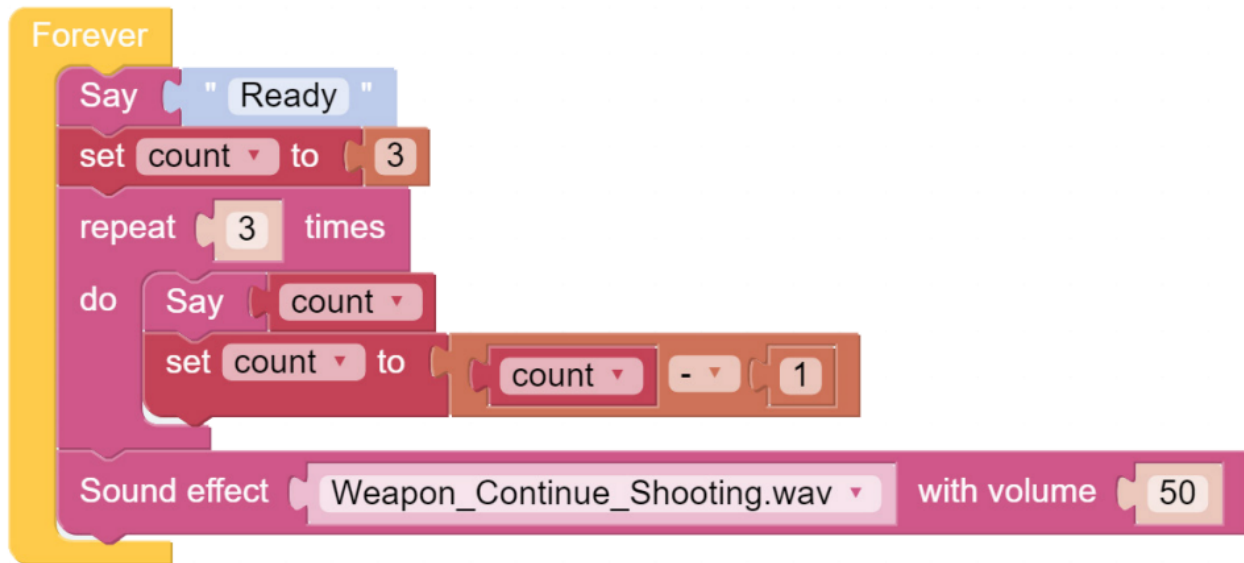 Forever
Say " Ready "
set count to 3
repeat 3 times
do Say count
set count to count - 1
Sound effect Weapon_Continue_Shooting.wav with volume 50